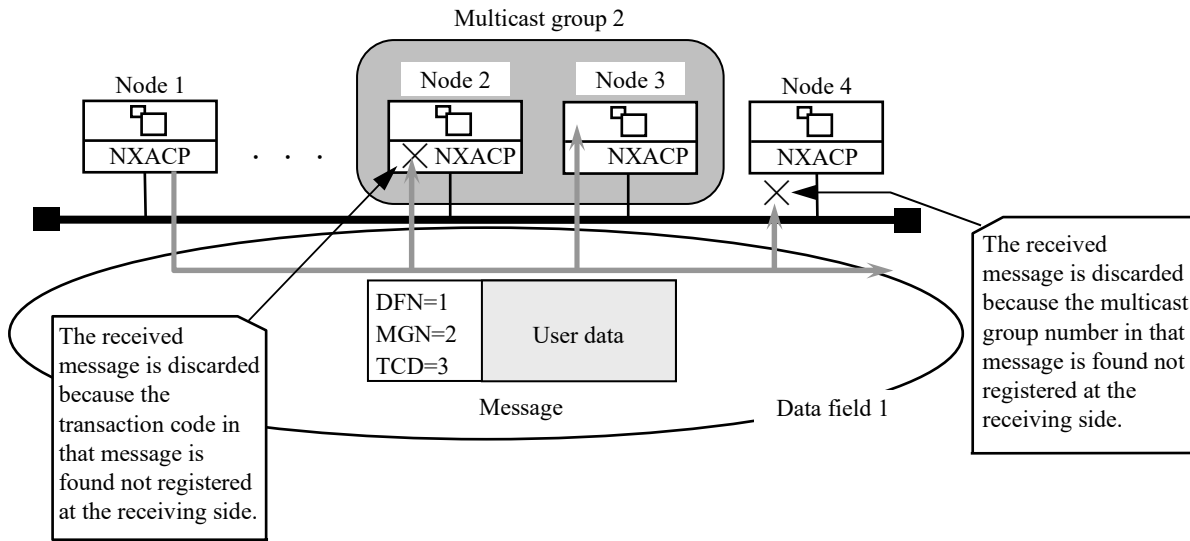 Multicast group 2
Node 1
Node 2
Node 3
Node 4
NXACP
. . .
NXACP
NXACP
NXACP
DFN=1
MGN=2
TCD=3
User data
Message
Data field 1
The received
message is discarded
because the
transaction code in
that message is
found not registered
at the receiving side.
The received
message is discarded
because the multicast
group number in that
message is found not
registered at the
receiving side.